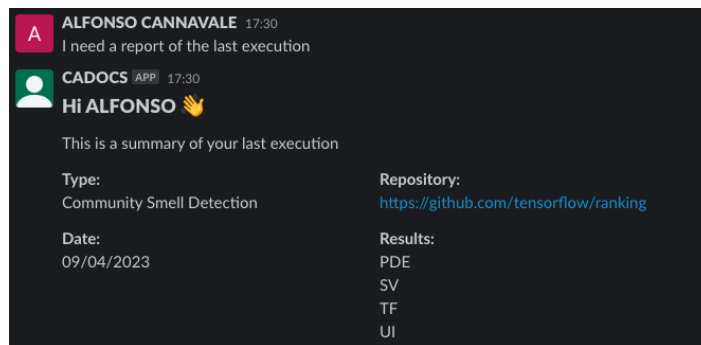 A
ALFONSO CANNAVALE 17:30
I need a report of the last execution
CADOCS APP 17:30
Hi ALFONSO 👋
This is a summary of your last execution
Type:
Community Smell Detection
Repository:
https://github.com/tensorflow/ranking
Date:
09/04/2023
Results:
PDE
SV
TF
UI